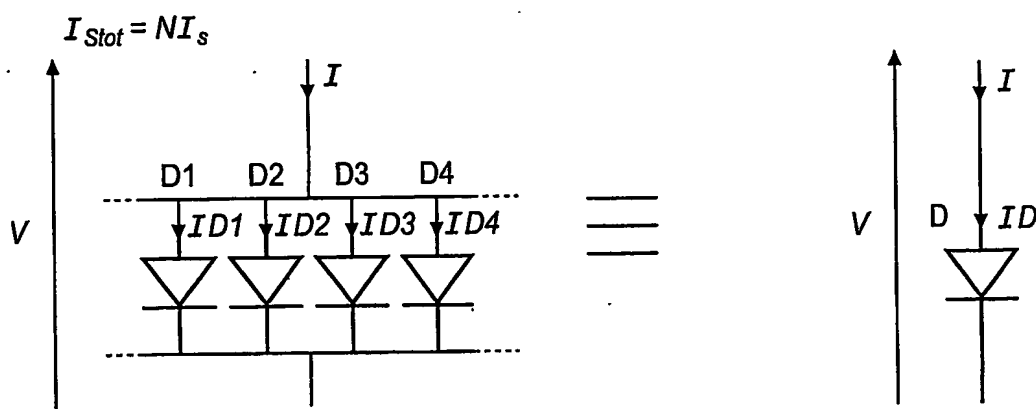 I_Stot = NI_s
I
I
D1 D2 D3 D4
V
ID1 ID2 ID3 ID4
V
D ID